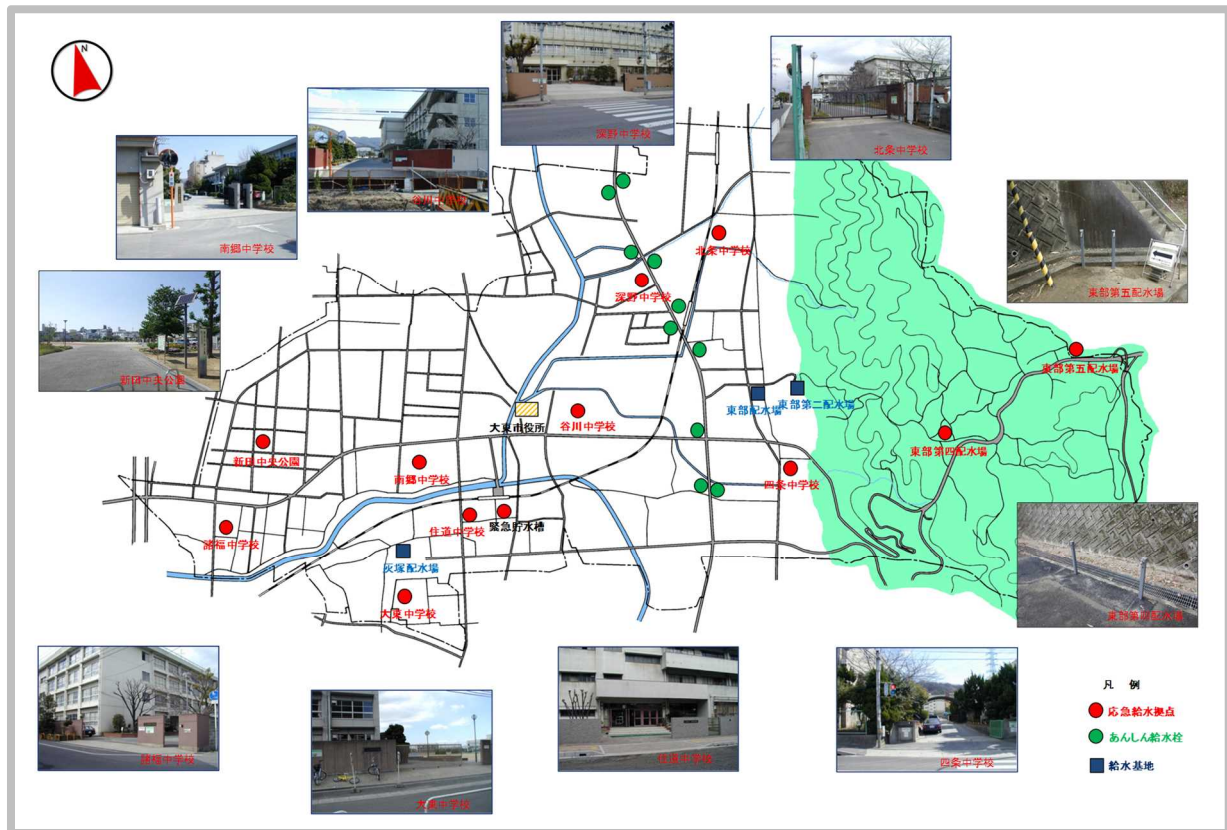 N
深野中学校
北条中学校
谷川中学校
南郷中学校
東部第五配水場
新田中央公園
北条中学校
深野中学校
東部第五配水場
東部配水場
東部第二配水場
大東市役所
谷川中学校
東部第四配水場
新田中央公園
南郷中学校
四条中学校
住道中学校
緊急貯水槽
諸福中学校
灰塚配水場
大東中学校
東部第四配水場
諸福中学校
大東中学校
住道中学校
四条中学校
凡 例
応急給水拠点
あんしん給水栓
給水基地